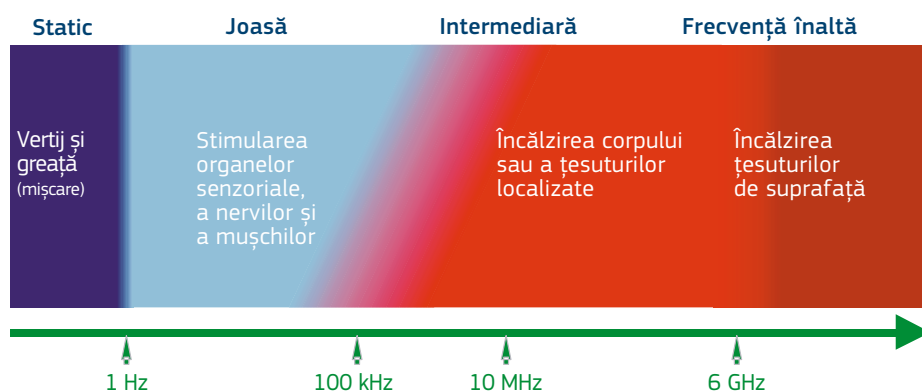 Static
Joasă
Intermediară
Frecvență înaltă
Vertij și
greață
(mișcare)
Stimularea
organelor
senzoriale,
a nervilor și
a mușchilor
Încălzirea corpului
sau a țesuturilor
localizate
Încălzirea
țesuturilor
de suprafață
1 Hz
100 kHz
10 MHz
6 GHz